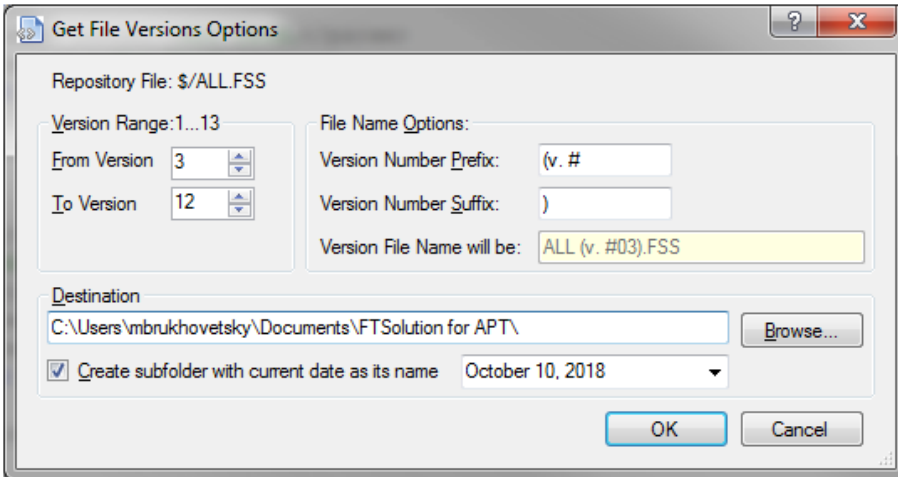 Get File Versions Options
Repository File: $/ALL.FSS
Version Range:1...13
From Version 3
To Version 12
File Name Options:
Version Number Prefix: (v. #
Version Number Suffix: )
Version File Name will be: ALL (v. #03).FSS
Destination
C:\Users\mbrukhovetsky\Documents\FTSolution for APT\
Browse...
Create subfolder with current date as its name October 10, 2018
OK Cancel